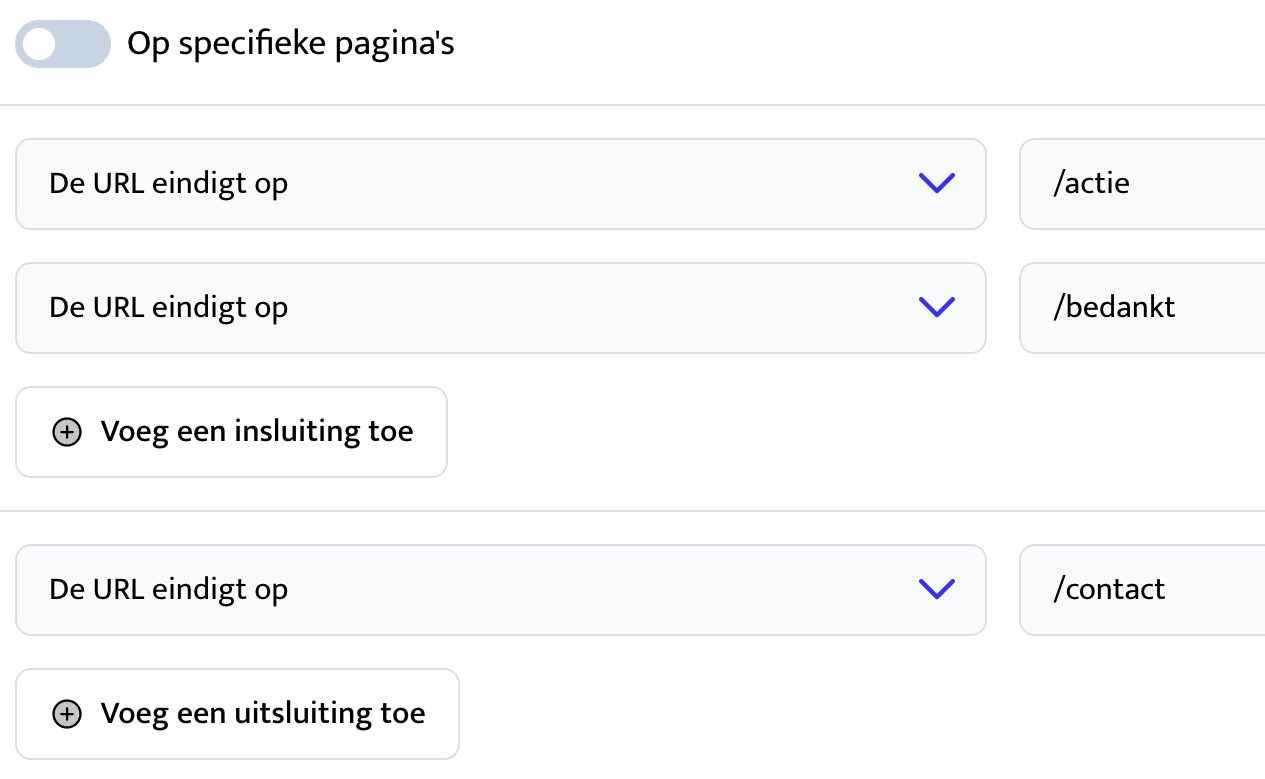 Op specifieke pagina's
De URL eindigt op
/actie
De URL eindigt op
/bedankt
Voeg een insluiting toe
De URL eindigt op
/contact
Voeg een uitsluiting toe